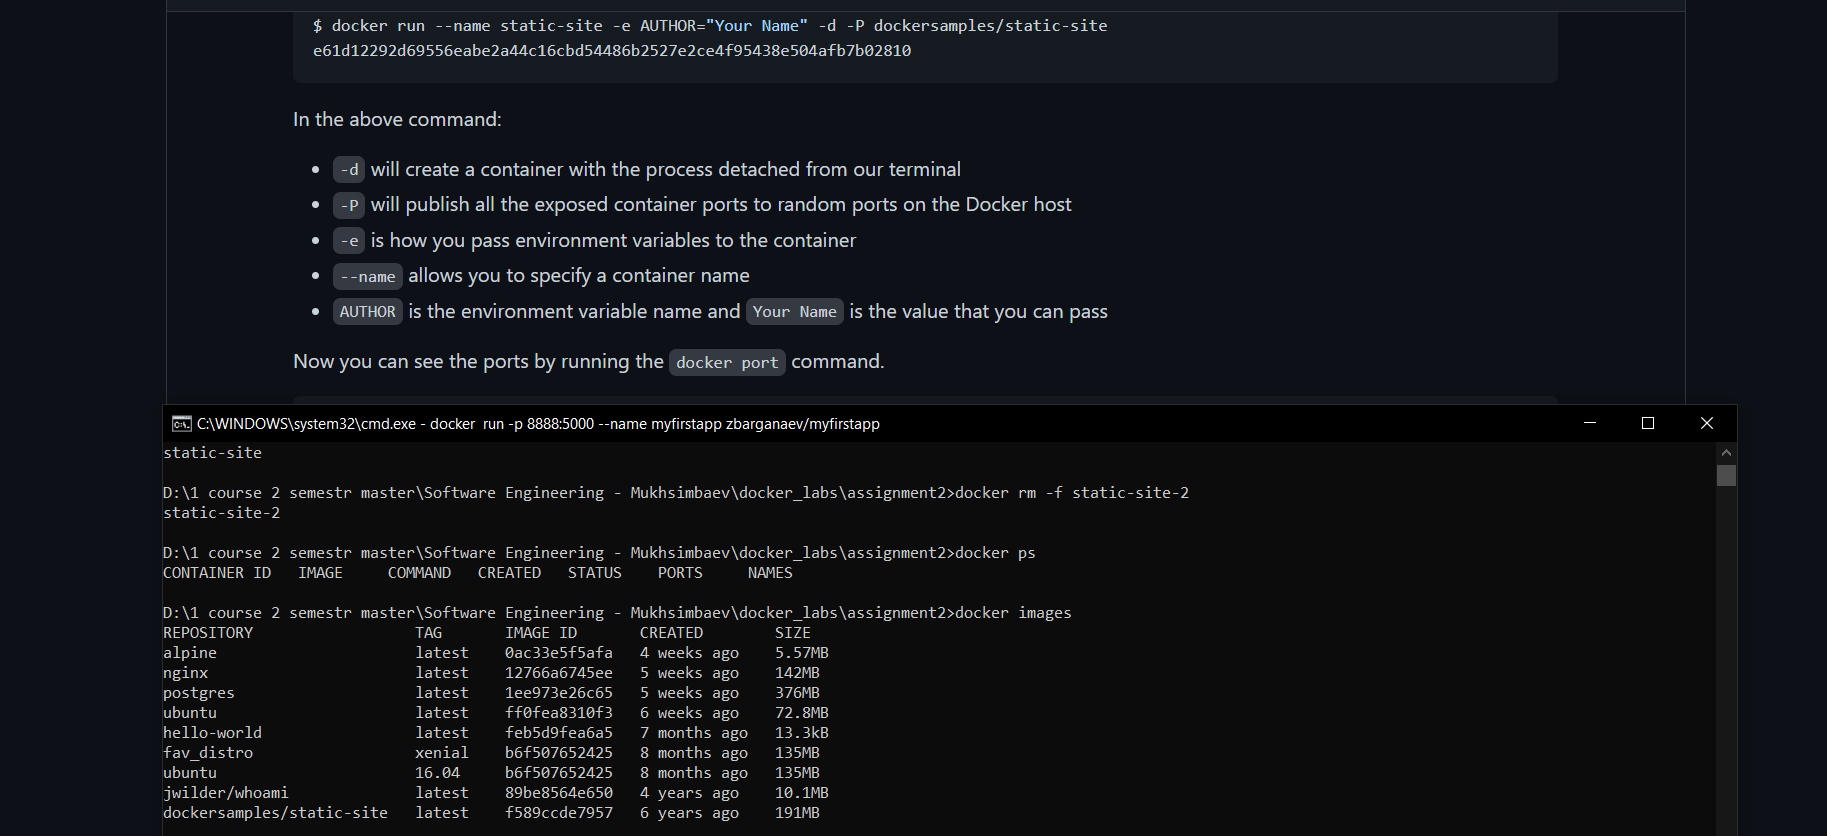 $ docker run --name static-site -e AUTHOR="Your Name" -d -P dockersamples/static-site
e61d12292d69556eabe2a44c16cbd54486b2527e2ce4f95438e504afb7b02810
In the above command:
-d will create a container with the process detached from our terminal
-P will publish all the exposed container ports to random ports on the Docker host
-e is how you pass environment variables to the container
--name allows you to specify a container name
AUTHOR is the environment variable name and Your Name is the value that you can pass
Now you can see the ports by running the docker port command.
C:\WINDOWS\system32\cmd.exe - docker  run -p 8888:5000 --name myfirstapp zbarganaev/myfirstapp
static-site
D:\1 course 2 semestr master\Software Engineering - Mukhsimbaev\docker_labs\assignment2>docker rm -f static-site-2
static-site-2
D:\1 course 2 semestr master\Software Engineering - Mukhsimbaev\docker_labs\assignment2>docker ps
CONTAINER ID   IMAGE     COMMAND   CREATED   STATUS    PORTS     NAMES
D:\1 course 2 semestr master\Software Engineering - Mukhsimbaev\docker_labs\assignment2>docker images
REPOSITORY                  TAG       IMAGE ID       CREATED        SIZE
alpine                      latest    0ac33e5f5afa   4 weeks ago    5.57MB
nginx                       latest    12766a6745ee   5 weeks ago    142MB
postgres                    latest    1ee973e26c65   5 weeks ago    376MB
ubuntu                      latest    ff0fea8310f3   6 weeks ago    72.8MB
hello-world                 latest    feb5d9fea6a5   7 months ago   13.3kB
fav_distro                  xenial    b6f507652425   8 months ago   135MB
ubuntu                      16.04     b6f507652425   8 months ago   135MB
jwilder/whoami              latest    89be8564e650   4 years ago    10.1MB
dockersamples/static-site   latest    f589ccde7957   6 years ago    191MB